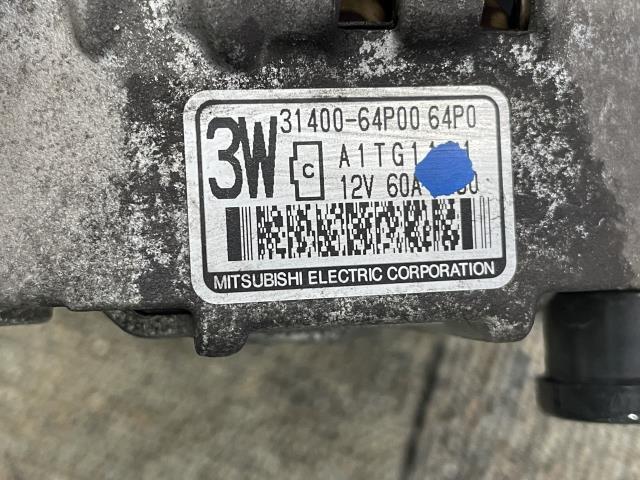 3W
31400-64P00 64P0
C
12V 60A
MITSUBISHI ELECTRIC CORPORATION